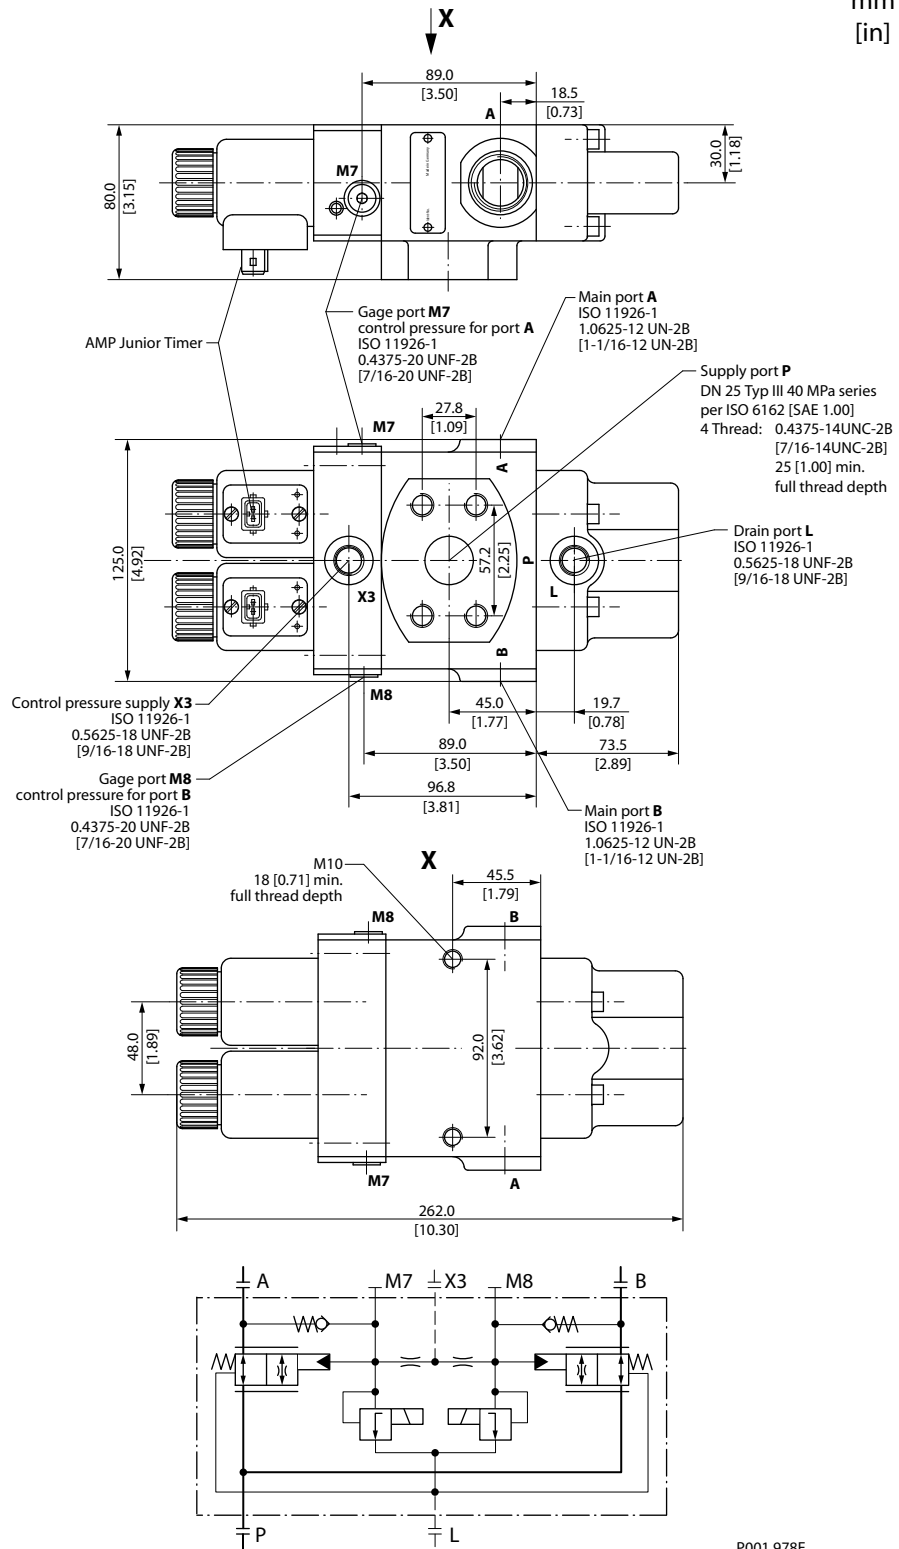 mm
[in]
X
89.0
[3.50]
18.5
[0.73]
A
30.0
[1.18]
80.0
[3.15]
M7
AMP Junior Timer
Gage port M7
control pressure for port A
ISO 11926-1
0.4375-20 UNF-2B
[7/16-20 UNF-2B]
Main port A
ISO 11926-1
1.0625-12 UN-2B
[1-1/16-12 UN-2B]
Supply port P
DN 25 Typ III 40 MPa series
per ISO 6162 [SAE 1.00]
4 Thread: 0.4375-14UNC-2B
[7/16-14UNC-2B]
25 [1.00] min.
full thread depth
27.8
[1.09]
M7
A
125.0
[4.92]
57.2
[2.25]
P
Drain port L
ISO 11926-1
0.5625-18 UNF-2B
[9/16-18 UNF-2B]
X3
L
B
M8
Control pressure supply X3
ISO 11926-1
0.5625-18 UNF-2B
[9/16-18 UNF-2B]
45.0
[1.77]
19.7
[0.78]
89.0
[3.50]
73.5
[2.89]
96.8
[3.81]
Gage port M8
control pressure for port B
ISO 11926-1
0.4375-20 UNF-2B
[7/16-20 UNF-2B]
Main port B
ISO 11926-1
1.0625-12 UN-2B
[1-1/16-12 UN-2B]
X
M10
18 [0.71] min.
full thread depth
45.5
[1.79]
M8
B
48.0
[1.89]
92.0
[3.62]
M7
A
262.0
[10.30]
A
M7
X3
M8
B
P
L
P001 978E